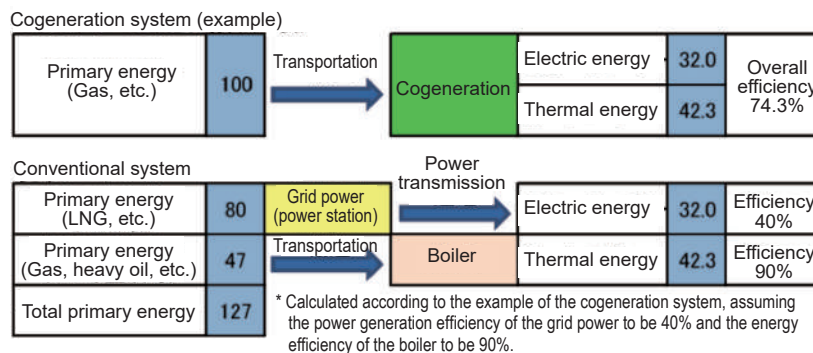 Cogeneration system (example)
Primary energy
(Gas, etc.)
100
Transportation
Cogeneration
Electric energy
32.0
Thermal energy
42.3
Overall
efficiency
74.3%
Conventional system
Primary energy
(LNG, etc.)
80
Grid power
(power station)
Power
transmission
Electric energy
32.0
Efficiency
40%
Primary energy
(Gas, heavy oil, etc.)
47
Transportation
Boiler
Thermal energy
42.3
Efficiency
90%
Total primary energy
127
* Calculated according to the example of the cogeneration system, assuming
the power generation efficiency of the grid power to be 40% and the energy
efficiency of the boiler to be 90%.